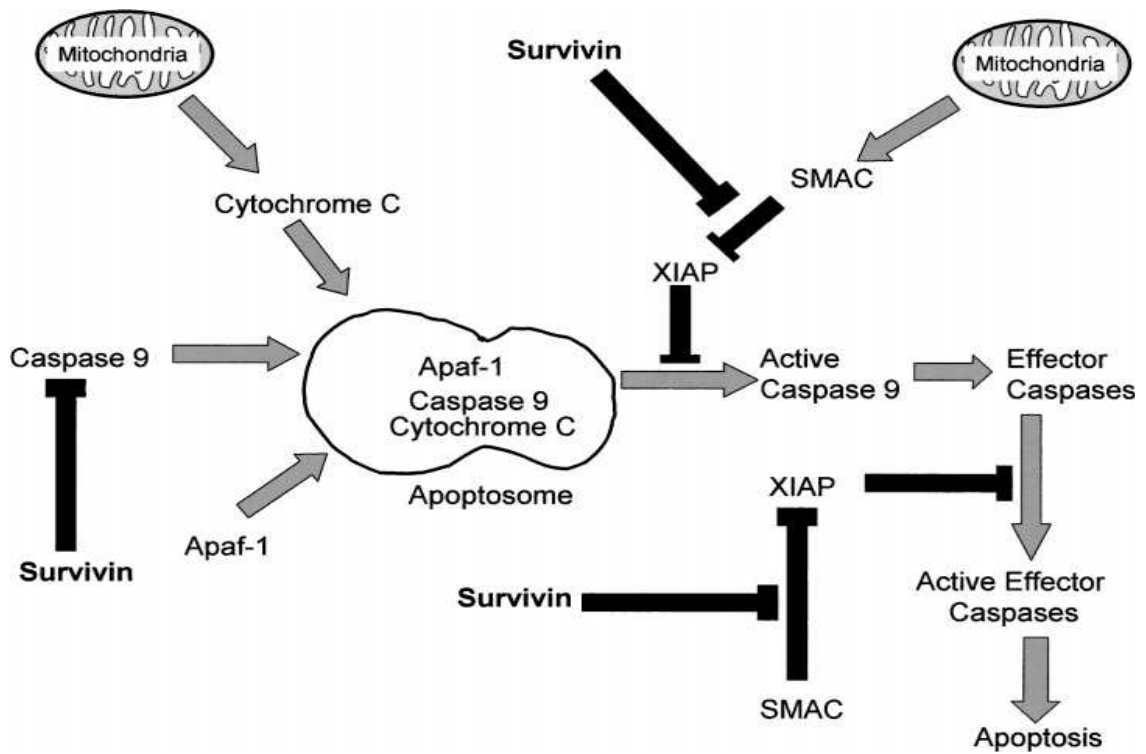 Mitochondria
Survivin
Mitochondria
SMAC
Cytochrome C
XIAP
Caspase 9
Apaf-1
Caspase 9
Cytochrome C
Active
Caspase 9
Effector
Caspases
Apoptosome
XIAP
Apaf-1
Survivin
Survivin
Active Effector
Caspases
SMAC
Apoptosis